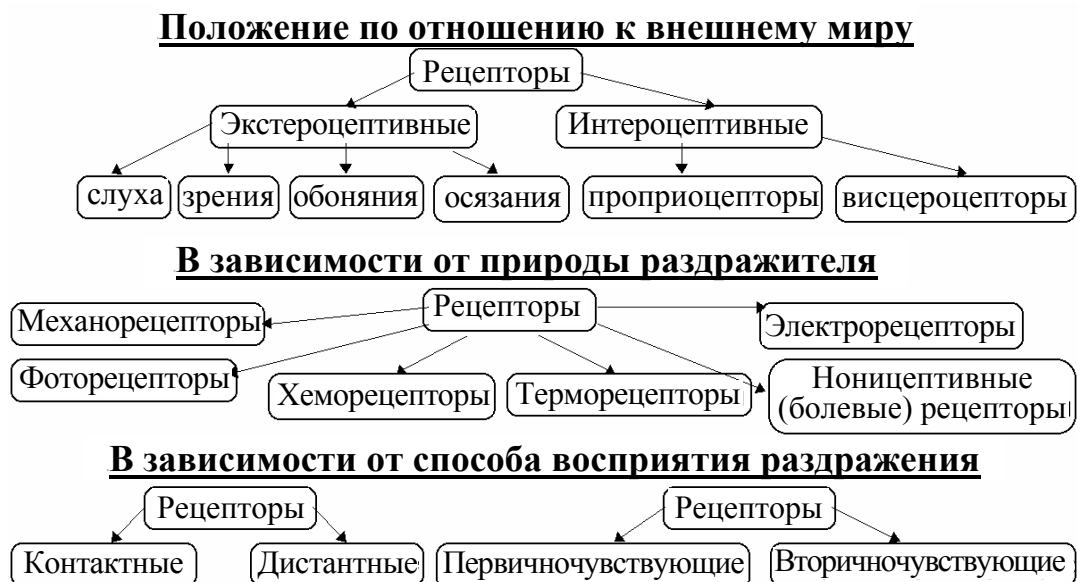 Положение по отношению к внешнему миру
Рецепторы
Экстероцептивные Интероцептивные
слуха зрения обоняния осязания проприоцепторы висцероцепторы
В зависимости от природы раздражителя
Механорецепторы Рецепторы Электрорецепторы
Фоторецепторы Хеморецепторы Терморецепторы Ноницептивные
(болевые) рецепторы
В зависимости от способа восприятия раздражения
Рецепторы Рецепторы
Контактные Дистантные Первичночувствующие Вторичночувствующие